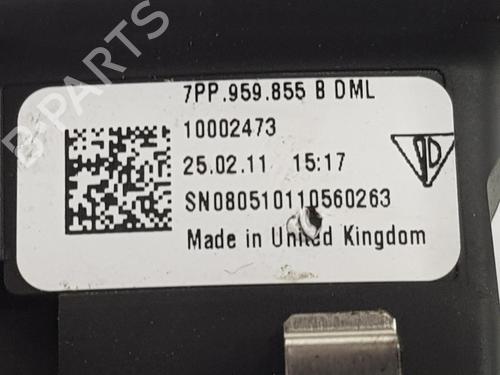 7PP.959.855 B DML
10002473
25.02.11 15:17
SN080510110560263
Made in United Kingdom
B-PARTS